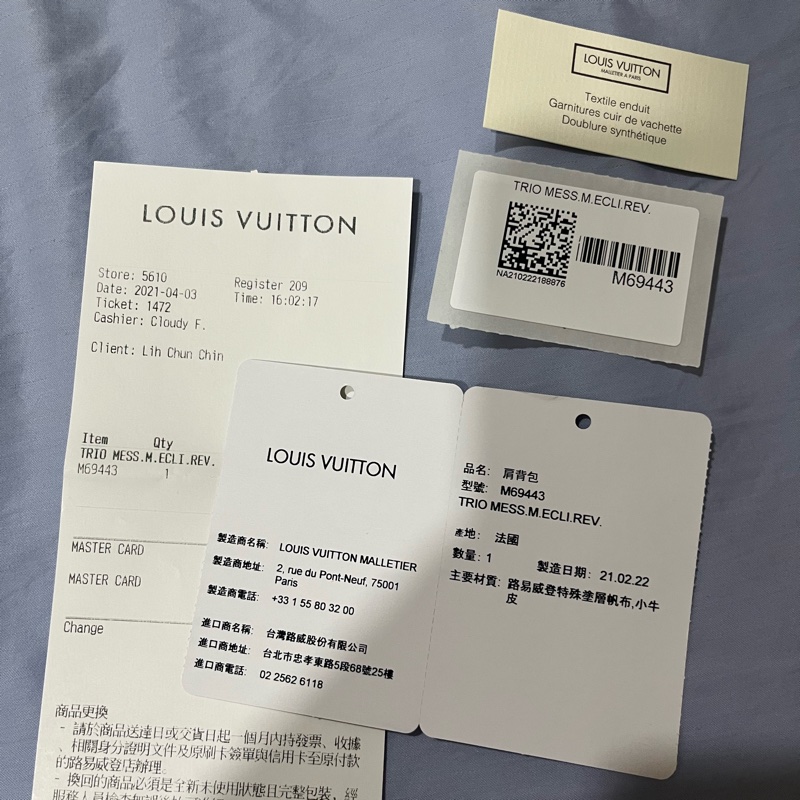 LOUIS VUITTON
MALLETIER A PARIS
Textile enduit
Garnitures cuir de vachette
Doublure synthétique
TRIO MESS.M.ECLI.REV.
NA210222188876
M69443
LOUIS VUITTON
Store: 5610
Register 209
Date: 2021-04-03
Time: 16:02:17
Ticket: 1472
Cashier: Cloudy F.
Client: Lih Chun Chin
Item Qty
TRIO MESS.M.ECLI.REV.
M69443 1
MASTER CARD
MASTER CARD
Change
商品更換
- 請於商品送達日或交貨日起一個月內持發票、收據
、相關身分證明文件及原刷卡簽單與信用卡至原付款
的路易威登店辦理。
- 換回的商品必須是全新未使用狀態且完整包裝，經
LOUIS VUITTON
製造商名稱: LOUIS VUITTON MALLETIER
製造商地址: 2, rue du Pont-Neuf, 75001
Paris
製造商電話: +33 1 55 80 32 00
進口商名稱: 台灣路威股份有限公司
進口商地址: 台北市忠孝東路5段68號25樓
進口商電話: 02 2562 6118
品名: 肩背包
型號: M69443
TRIO MESS.M.ECLI.REV.
產地: 法國
數量: 1 製造日期: 21.02.22
主要材質: 路易威登特殊塗層帆布,小牛
皮